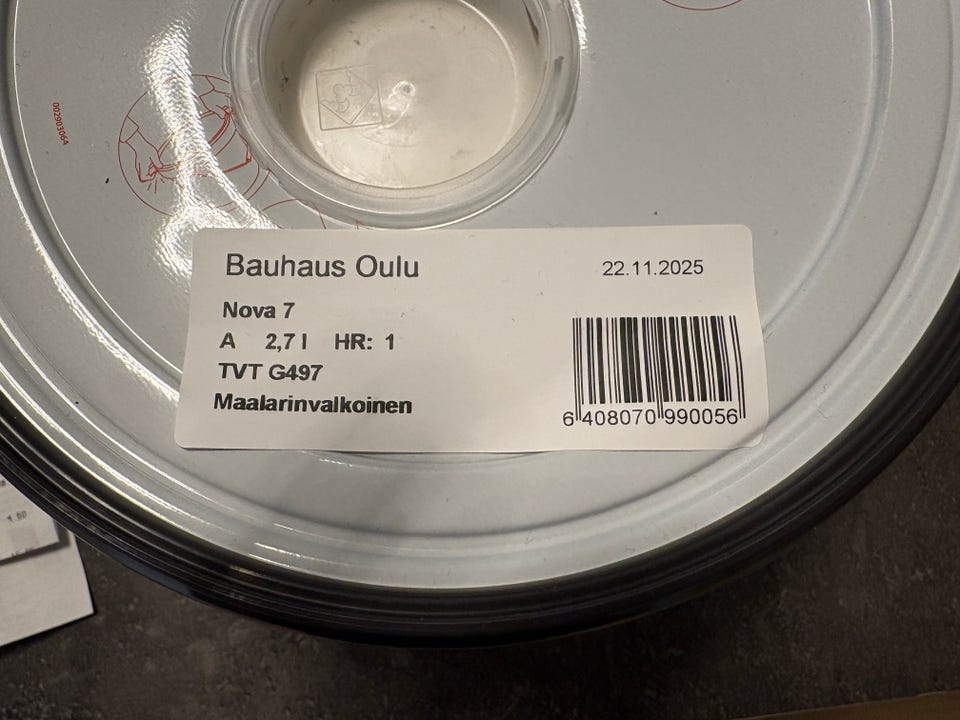 002903064
Bauhaus Oulu
22.11.2025
Nova 7
A 2,7 l HR: 1
TVT G497
Maalarinvalkoinen
6 408070 990056